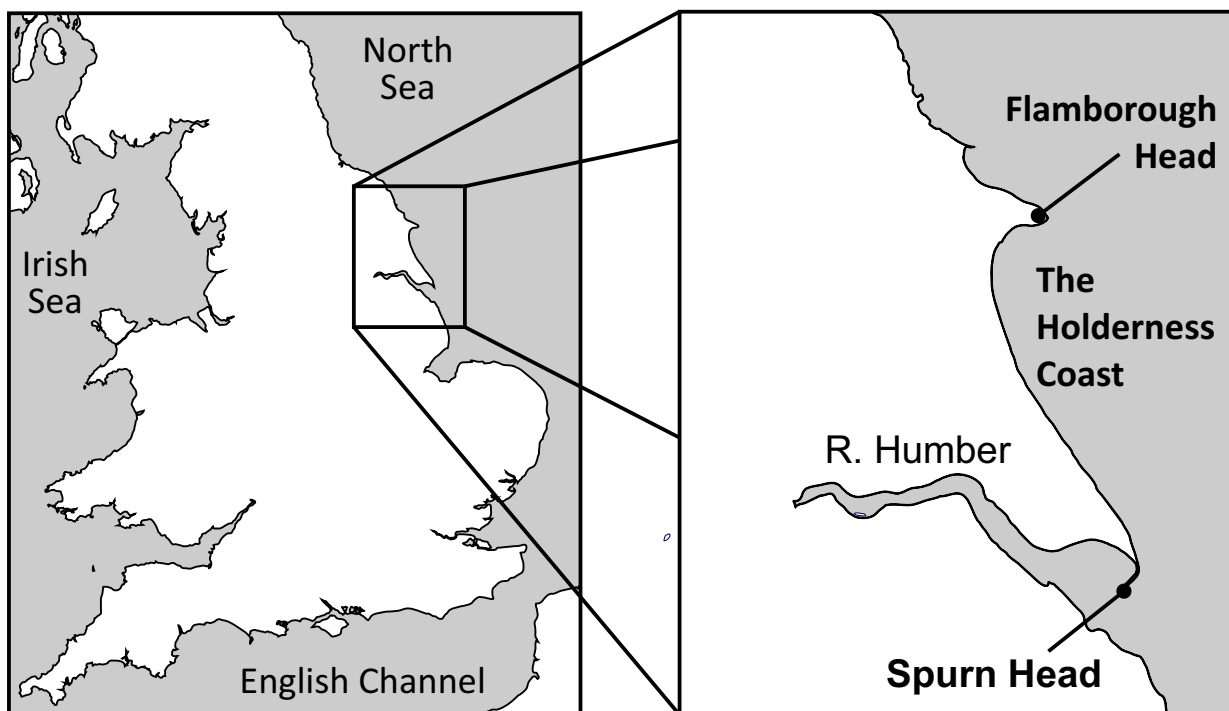 North
Sea
Irish
Sea
English Channel
Flamborough
Head
The
Holderness
Coast
R. Humber
Spurn Head